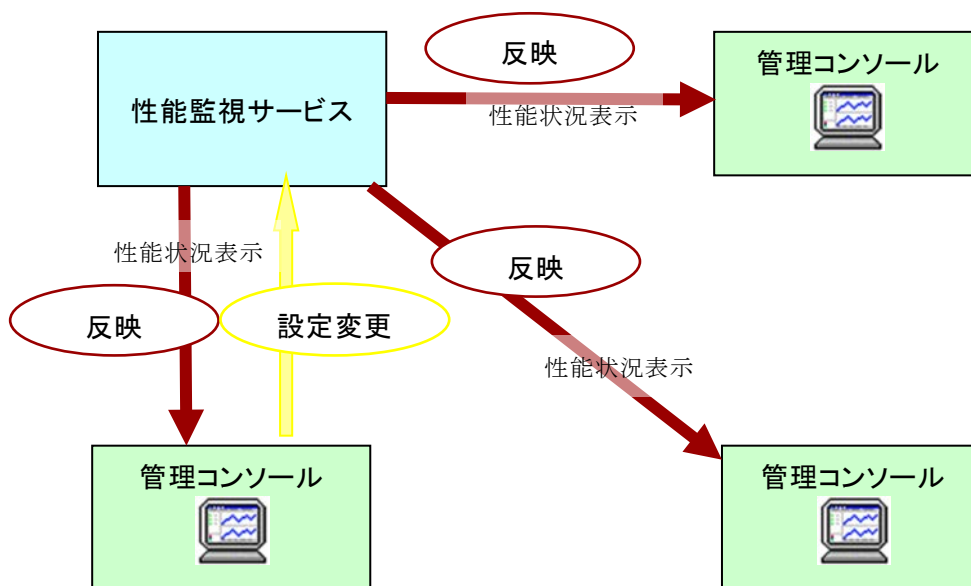 反映
管理コンソール
性能監視サービス
性能状況表示
性能状況表示
反映
反映
設定変更
性能状況表示
管理コンソール
管理コンソール